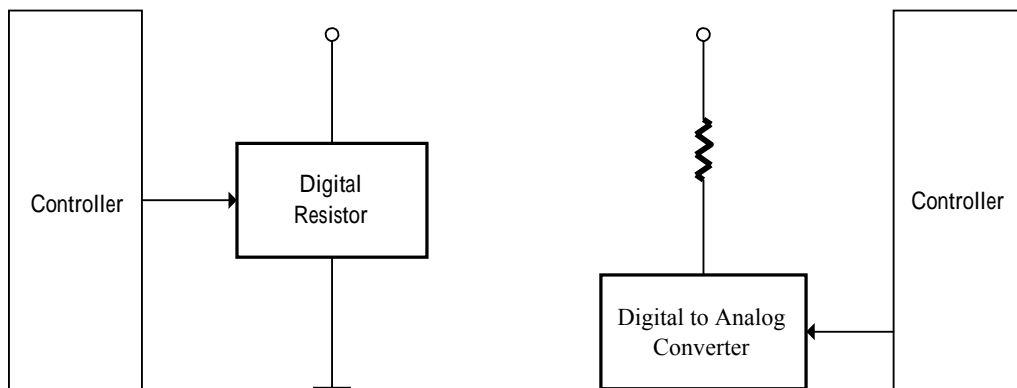 Controller
Digital
Resistor
Digital to Analog
Converter
Controller